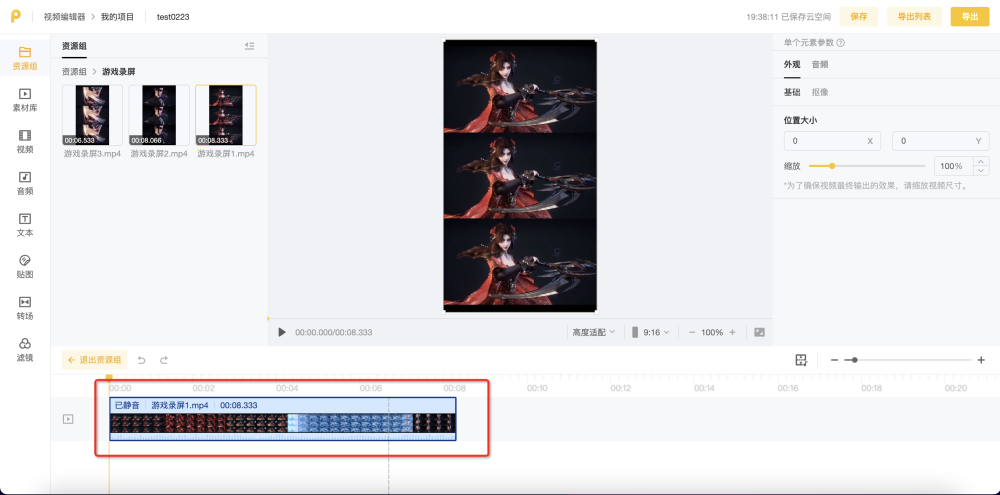 视频编辑器 > 我的项目 test0223
19:38:11 已保存云空间 保存 导出列表 导出
资源组
素材库
视频
音频
文本
贴图
转场
滤镜
资源组
资源组 > 游戏录屏
00:06.533 00:08.066 00:08.333
游戏录屏3.mp4 游戏录屏2.mp4 游戏录屏1.mp4
00:00.000/00:08.333 高度适配 9:16 100%
单个元素参数
外观 音频
基础 抠像
位置大小
0 X 0 Y
缩放 100%
*为了确保视频最终输出的效果，请缩放视频尺寸。
退出资源组
00:00 00:02 00:04 00:06 00:08 00:10 00:12 00:14 00:16 00:18 00:20
已静音 游戏录屏1.mp4 00:08.333